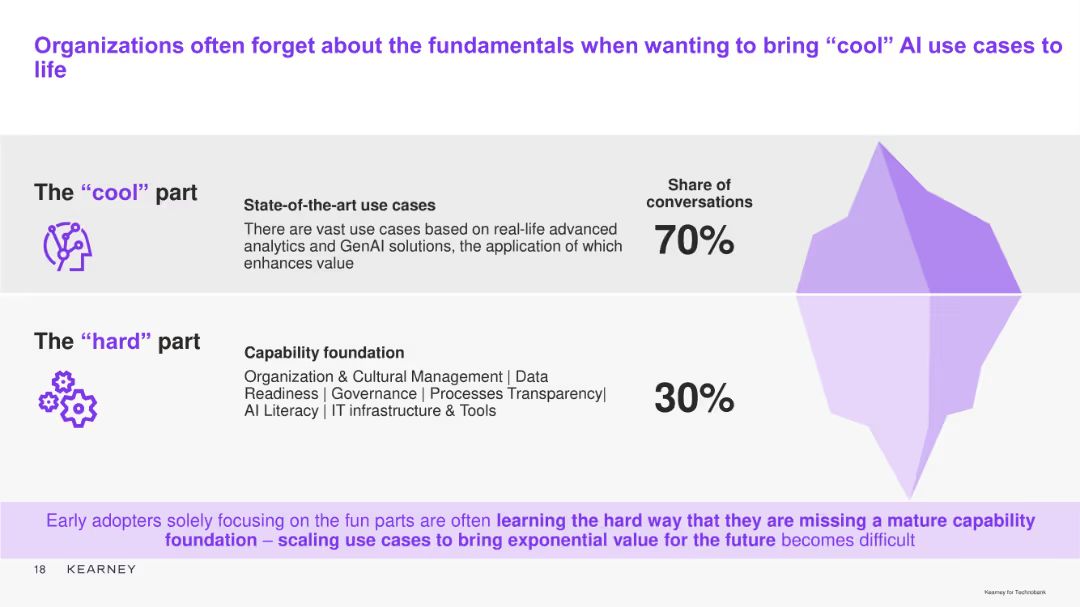 Organizations often forget about the fundamentals when wanting to bring “cool” AI use cases to
life
The “cool” part
State-of-the-art use cases
There are vast use cases based on real-life advanced
analytics and GenAI solutions, the application of which
enhances value
Share of
conversations
70%
The “hard” part
Capability foundation
Organization & Cultural Management | Data
Readiness | Governance | Processes Transparency|
AI Literacy | IT infrastructure & Tools
30%
Early adopters solely focusing on the fun parts are often learning the hard way that they are missing a mature capability
foundation – scaling use cases to bring exponential value for the future becomes difficult
18 KEARNEY
Kearney for Technobank